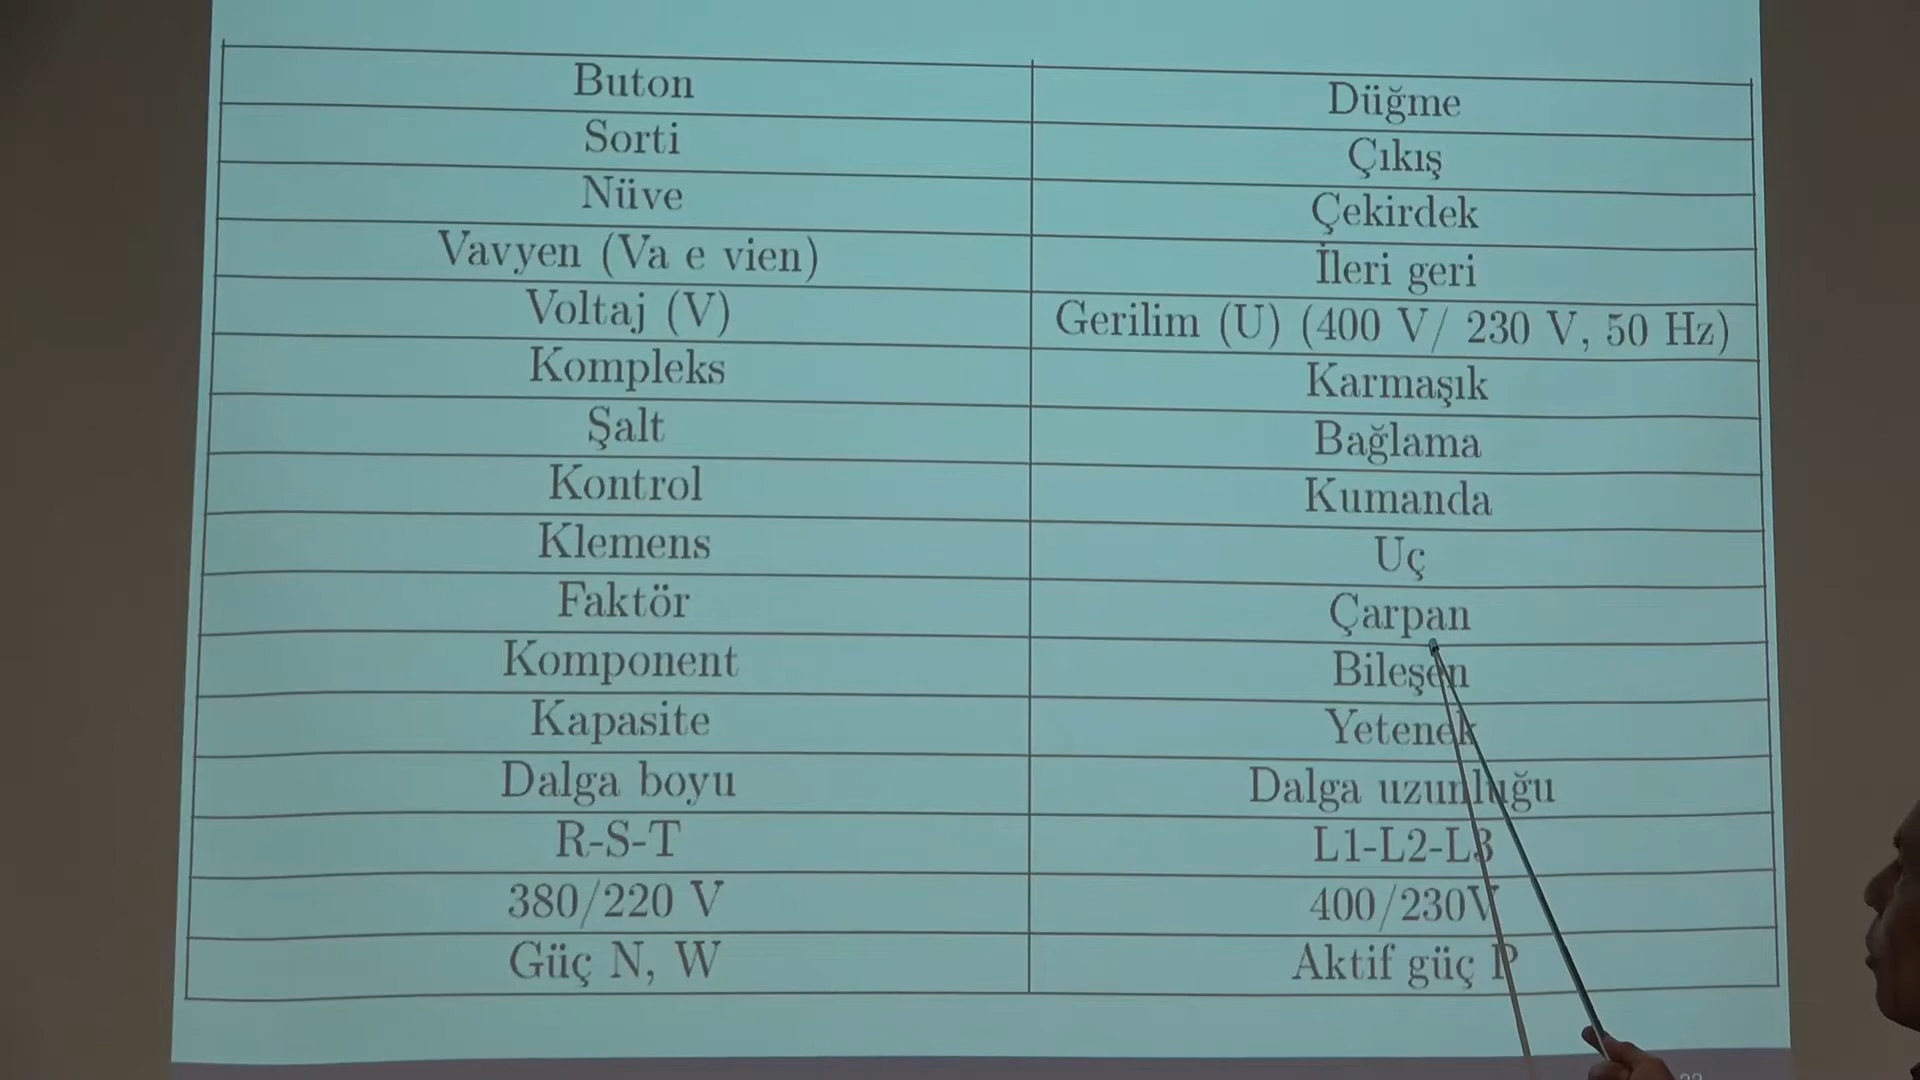 Buton Düğme
Sorti Çıkış
Nüve Çekirdek
Vavyen (Va e vien) İleri geri
Voltaj (V) Gerilim (U) (400 V/ 230 V, 50 Hz)
Kompleks Karmaşık
Şalt Bağlama
Kontrol Kumanda
Klemens Uç
Faktör Çarpan
Komponent Bileşen
Kapasite Yetenek
Dalga boyu Dalga uzunluğu
R-S-T L1-L2-L3
380/220 V 400/230V
Güç N, W Aktif güç P